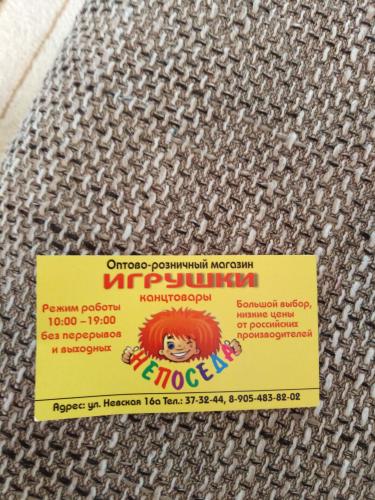 Оптово-розничный магазин
ИГРУШКИ
канцтовары
Режим работы
10:00 – 19:00
Без перерывов
и выходных
Большой выбор,
низкие цены
от российских
производителей
НЕПОСЕДА
Адрес: ул. Невская 16а Тел.: 37-32-44, 8-905-483-82-02